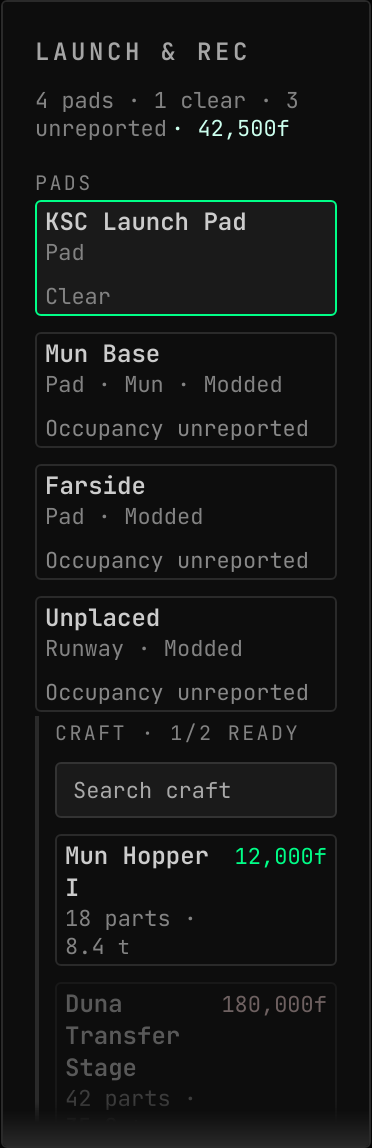 LAUNCH & REC
4 pads · 1 clear · 3
unreported · 42,500f
PADS
KSC Launch Pad
Pad
Clear
Mun Base
Pad · Mun · Modded
Occupancy unreported
Farside
Pad · Modded
Occupancy unreported
Unplaced
Runway · Modded
Occupancy unreported
CRAFT · 1/2 READY
Search craft
Mun Hopper 12,000f
I
18 parts ·
8.4 t
Duna 180,000f
Transfer
Stage
42 parts ·